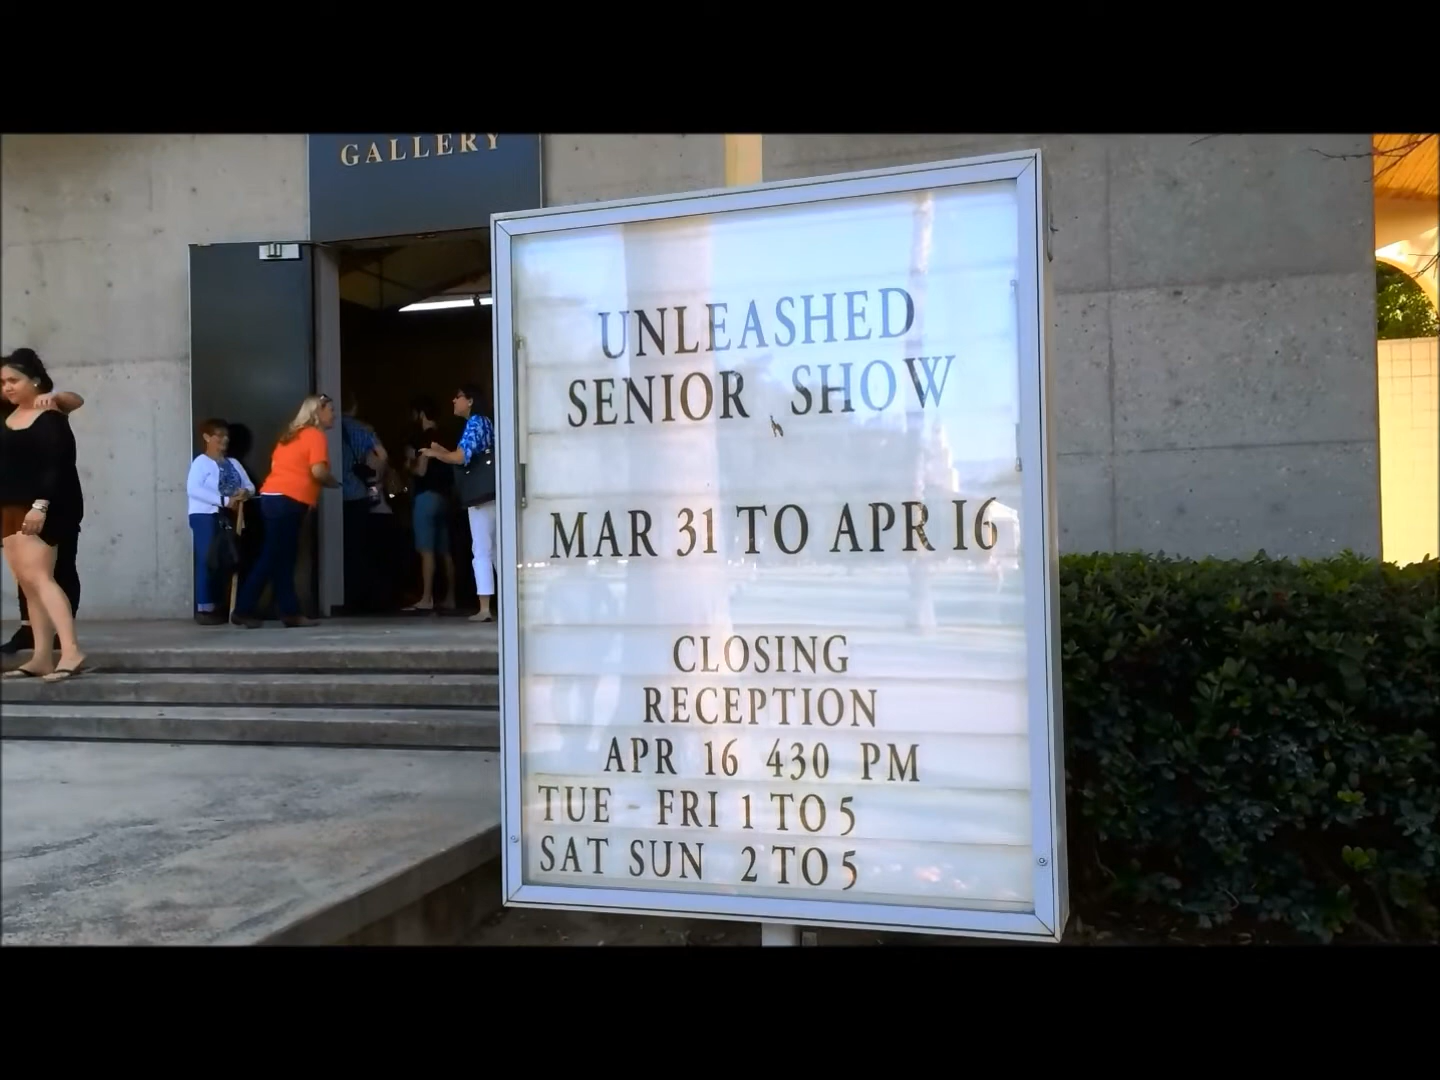 GALLERY
UNLEASHED
SENIOR SHOW
MAR 31 TO APR 16
CLOSING
RECEPTION
APR 16 430 PM
TUE - FRI 1 TO 5
SAT SUN 2 TO 5